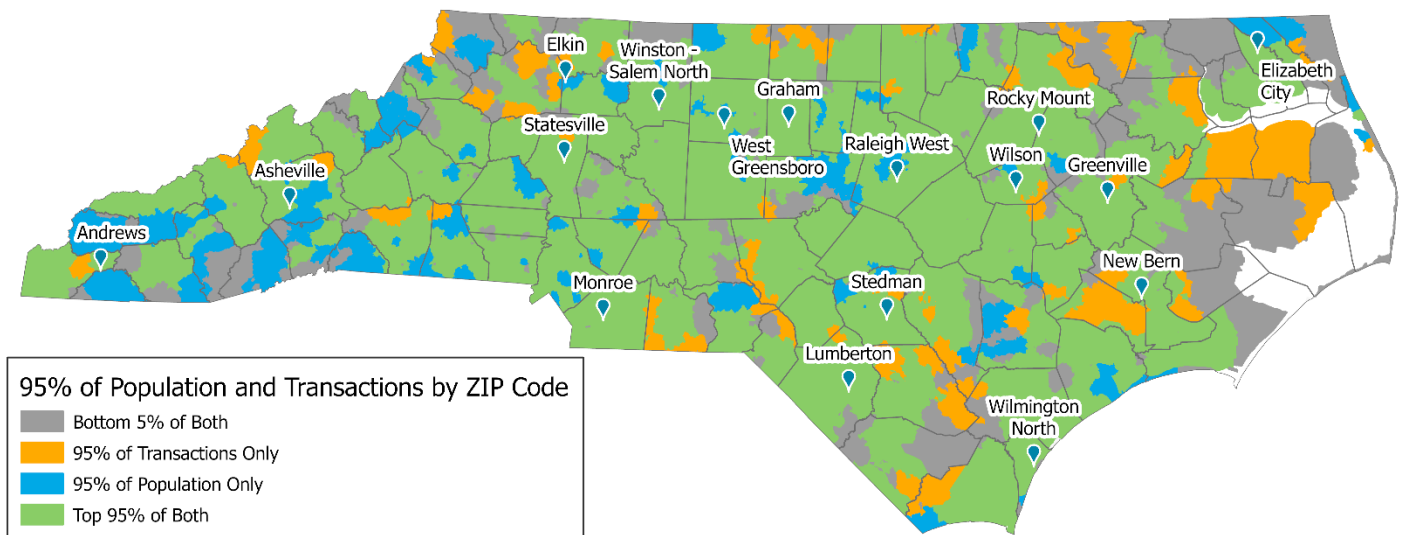 Elkin
Winston -
Salem North
Graham
Rocky Mount
Elizabeth
City
Statesville
West
Greensboro
Raleigh West
Wilson
Greenville
Asheville
Andrews
Monroe
Stedman
New Bern
Lumberton
Wilmington
North
95% of Population and Transactions by ZIP Code
Bottom 5% of Both
95% of Transactions Only
95% of Population Only
Top 95% of Both